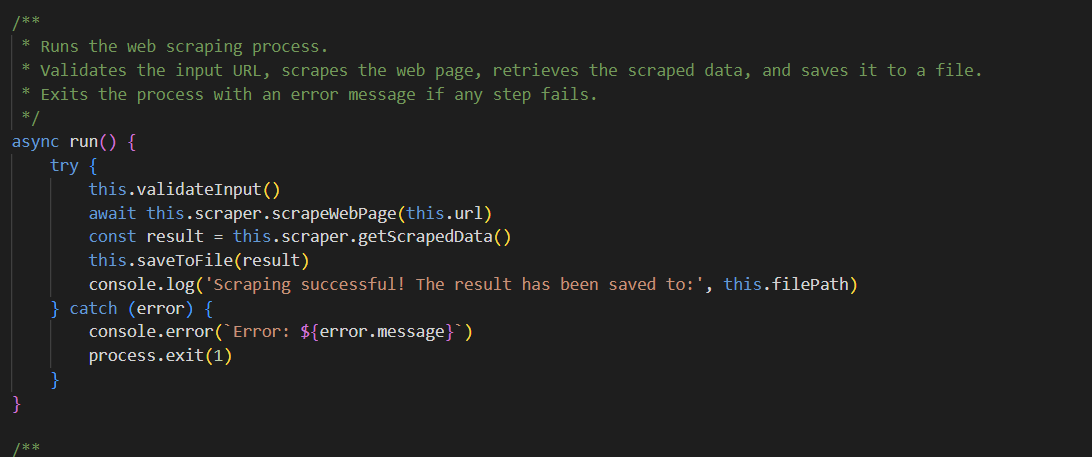 /**
 * Runs the web scraping process.
 * Validates the input URL, scrapes the web page, retrieves the scraped data, and saves it to a file.
 * Exits the process with an error message if any step fails.
 */
async run() {
    try {
        this.validateInput()
        await this.scraper.scrapeWebPage(this.url)
        const result = this.scraper.getScrapedData()
        this.saveToFile(result)
        console.log('Scraping successful! The result has been saved to:', this.filePath)
    } catch (error) {
        console.error(`Error: ${error.message}`)
        process.exit(1)
    }
}
/**